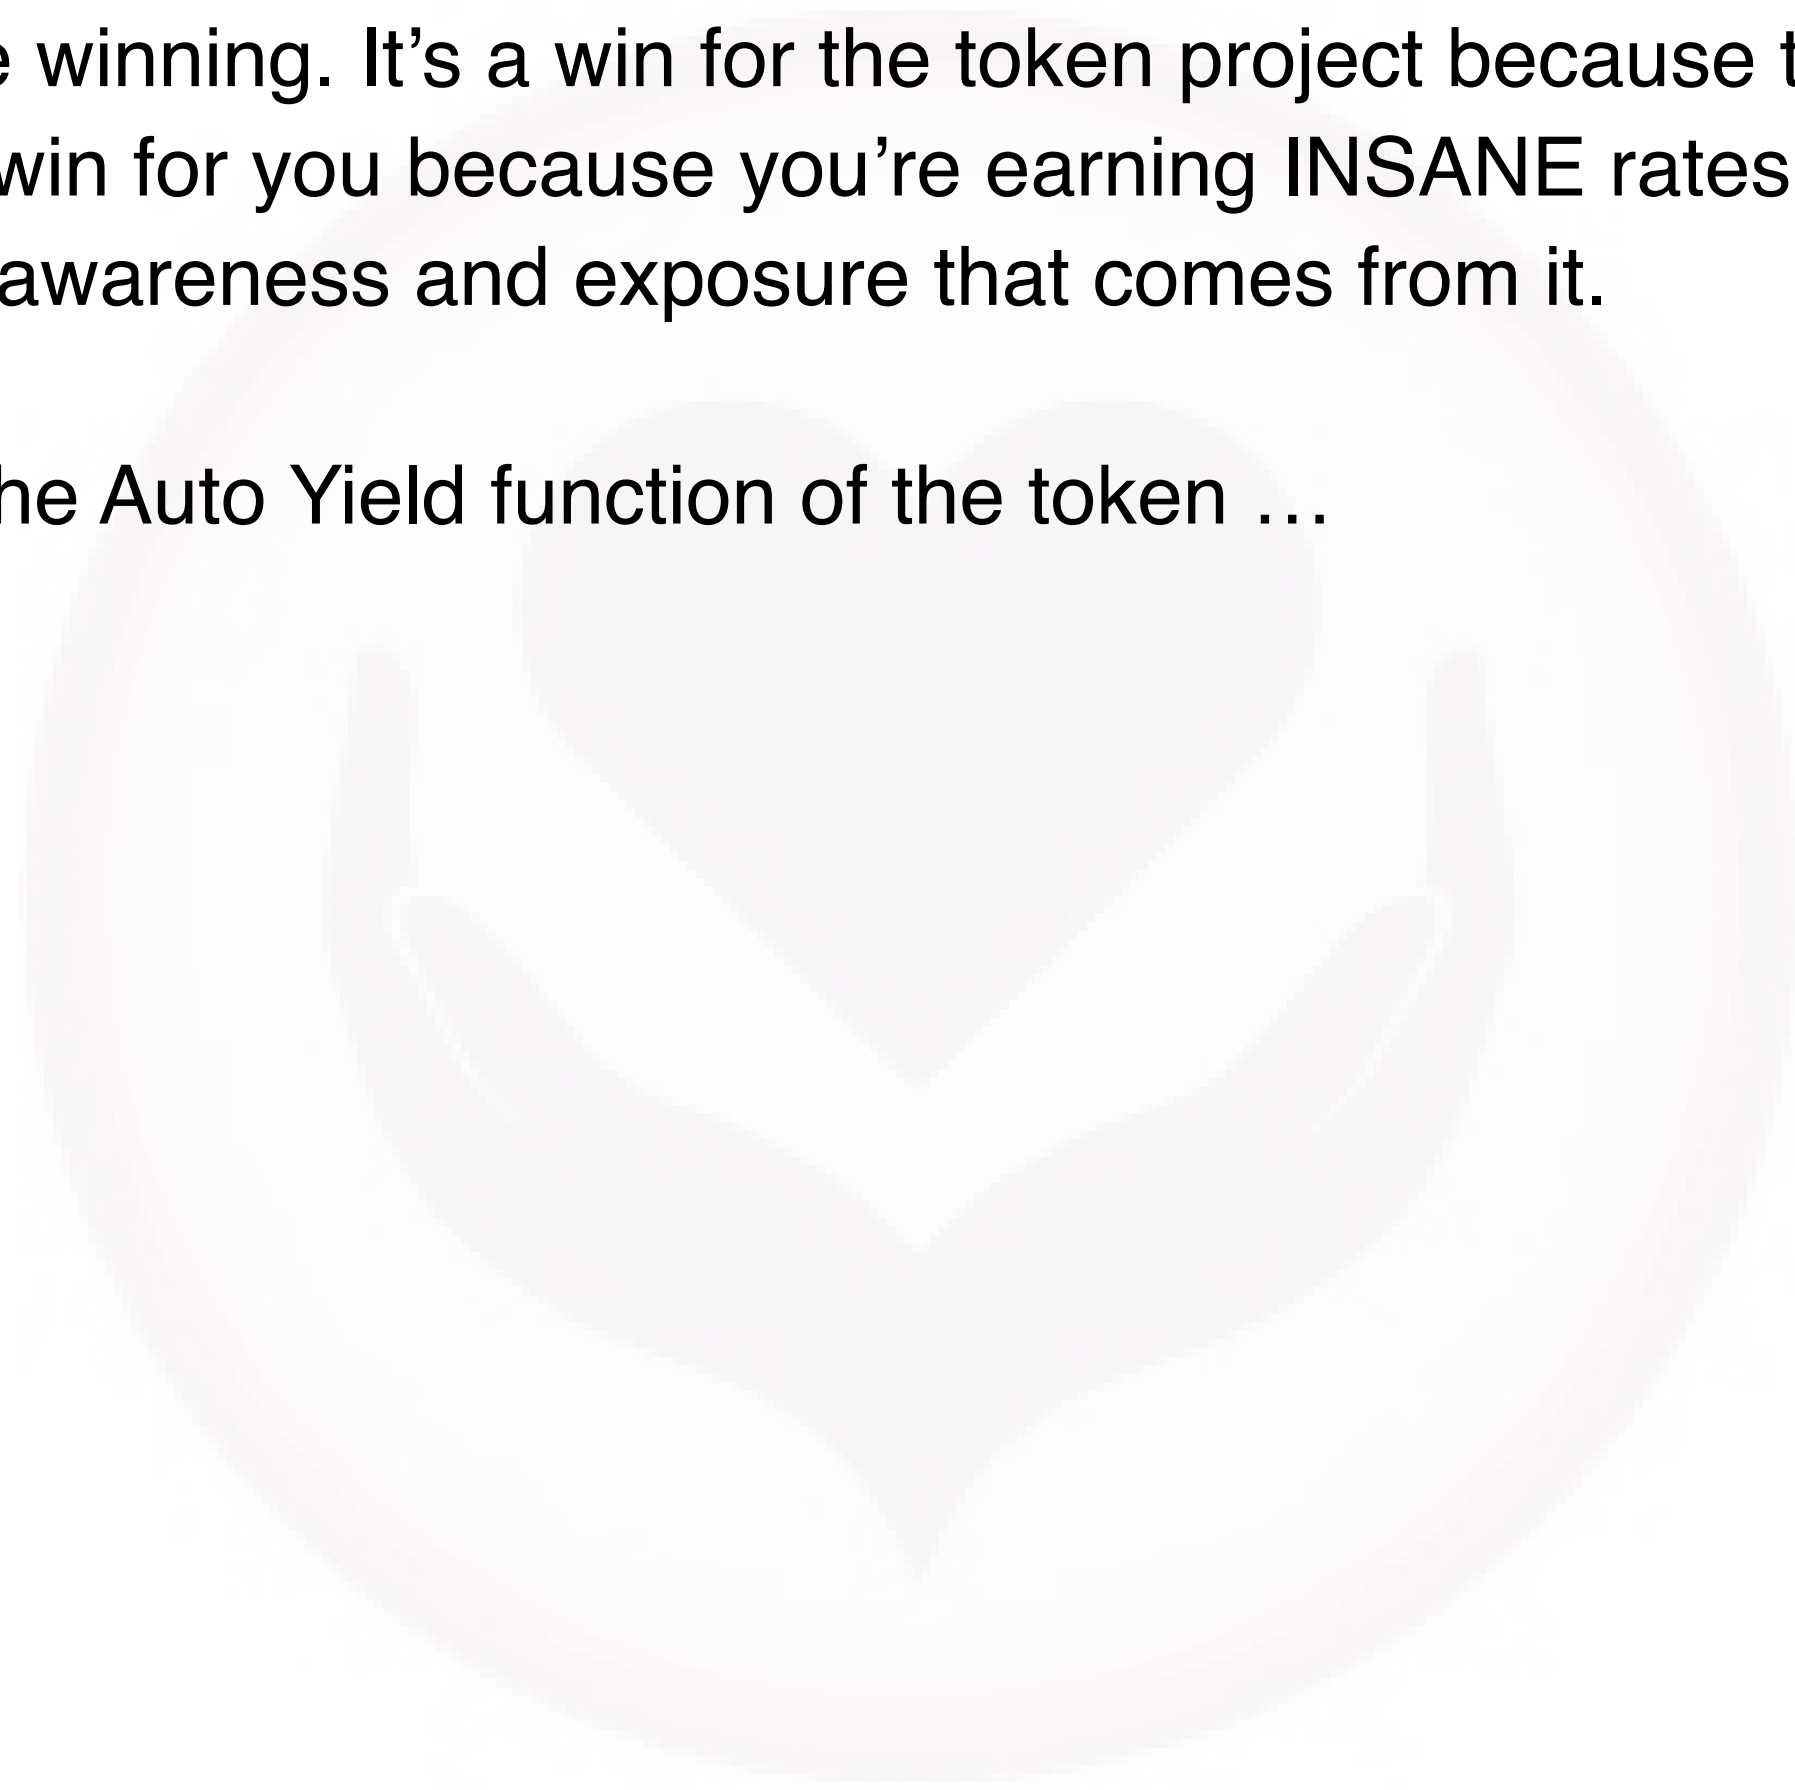 winning. It’s a win for the token project because
win for you because you’re earning INSANE rates
awareness and exposure that comes from it.
he Auto Yield function of the token …